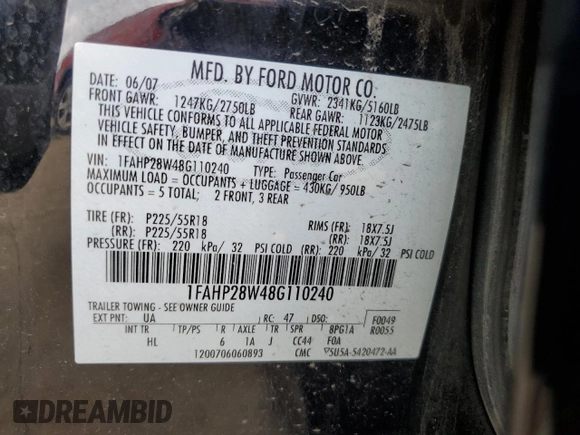 MFD. BY FORD MOTOR CO.
DATE: 06/07 GVWR: 2341KG/5160LB
FRONT GAWR: 1247KG/2750LB REAR GAWR: 1123KG/2475LB
THIS VEHICLE CONFORMS TO ALL APPLICABLE FEDERAL MOTOR
VEHICLE SAFETY, BUMPER, AND THEFT PREVENTION STANDARDS
IN EFFECT ON THE DATE OF MANUFACTURE SHOWN ABOVE.
VIN: 1FAHP28W48G110240 TYPE: Passenger Car
MAXIMUM LOAD = OCCUPANTS + LUGGAGE = 430KG/950LB
OCCUPANTS = 5 TOTAL; 2 FRONT, 3 REAR
TIRE (FR): P225/55R18 RIMS (FR): 18X7.5J
(RR): P225/55R18 (RR): 18X7.5J
PRESSURE (FR): 220 kPa/ 32 PSI COLD (RR): 220 kPa/ 32 PSI COLD
1FAHP28W48G110240
TRAILER TOWING - SEE OWNER GUIDE
EXT PNT: UA RC: 47 DSO: F0049
INT TR TP/PS R AXLE TR SPR BPG1A R0055
HL 6 1A J CC44 F0A
1200706060893 CMC ▽5U5A-5420472-AA
DREAMBID